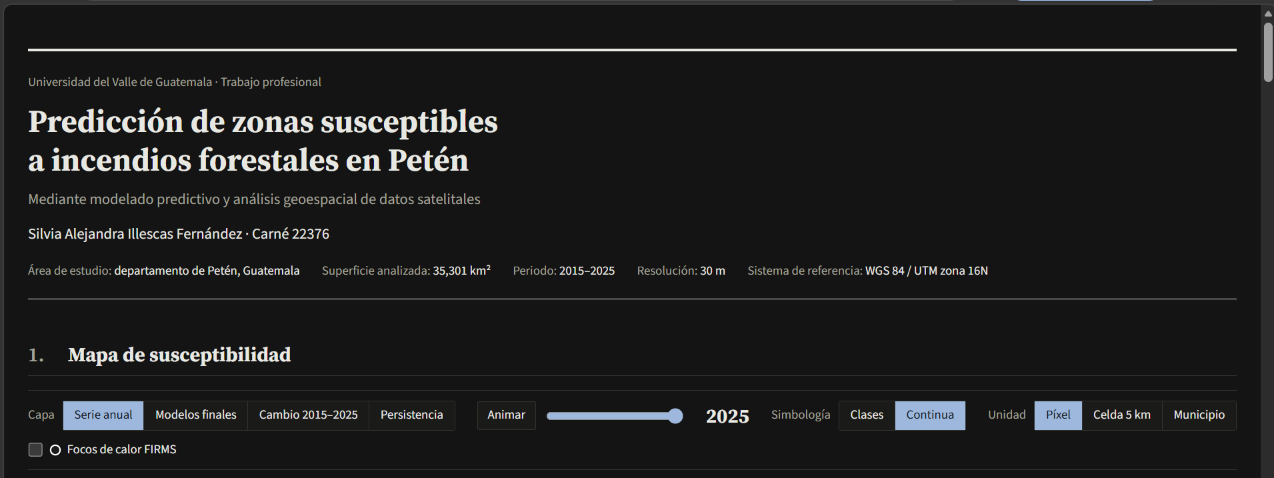 Universidad del Valle de Guatemala · Trabajo profesional
Predicción de zonas susceptibles
a incendios forestales en Petén
Mediante modelado predictivo y análisis geoespacial de datos satelitales
Silvia Alejandra Illescas Fernández · Carné 22376
Área de estudio: departamento de Petén, Guatemala Superficie analizada: 35,301 km² Periodo: 2015–2025 Resolución: 30 m Sistema de referencia: WGS 84 / UTM zona 16N
1. Mapa de susceptibilidad
Capa Serie anual Modelos finales Cambio 2015–2025 Persistencia Animar 2025 Simbología Clases Continua Unidad Píxel Celda 5 km Municipio
Focos de calor FIRMS